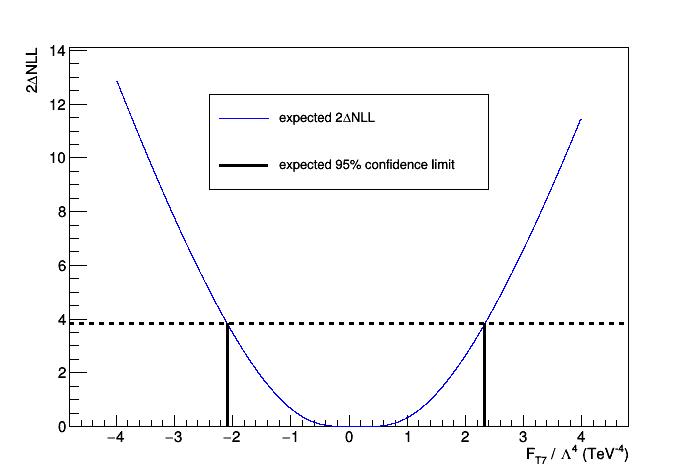 2ΔNLL
14
12
10
8
6
4
2
0
expected 2ΔNLL
expected 95% confidence limit
−4 −3 −2 −1 0 1 2 3 4
F_T7 / Λ^4 (TeV^-4)